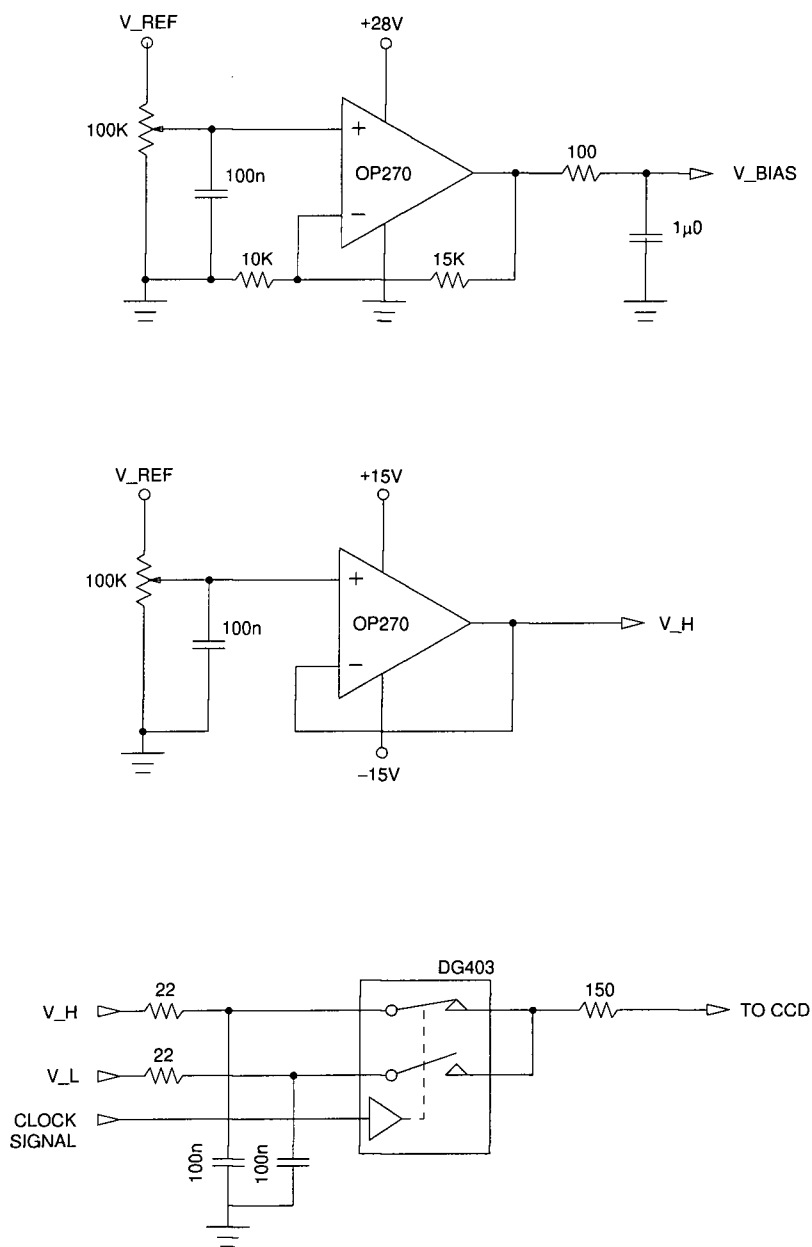 V_REF
+28V
100K
+
100n
OP270
100
V_BIAS
−
1µ0
10K
15K
V_REF
+15V
100K
+
100n
OP270
V_H
−
−15V
DG403
V_H
22
150
TO CCD
V_L
22
CLOCK
SIGNAL
100n
100n